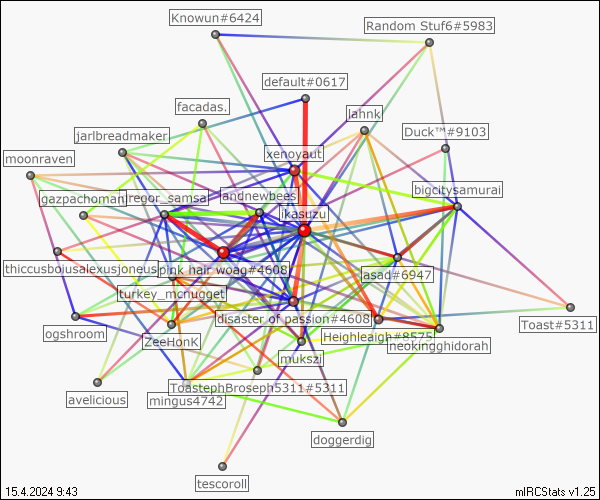 Knowun#6424
Random Stuf6#5983
default#0617
facadas.
lahnk
jarlbreadmaker
Duck™#9103
xenoyaut
moonraven
bigcitysamurai
gazpachoman
regor_samsa
andnewbees
ikasuzu
thiccusboiusalexusjoneus
pink hair woag#4608
asad#6947
turkey_mcnugget
disaster of passion#4608
Toast#5311
ogshroom
ZeeHonK
Heighleaigh#8575
neokingghidorah
mukszi
ToastephBroseph5311#5311
avelicious
mingus4742
doggerdig
tescoroll
15.4.2024 9:43
mIRCStats v1.25